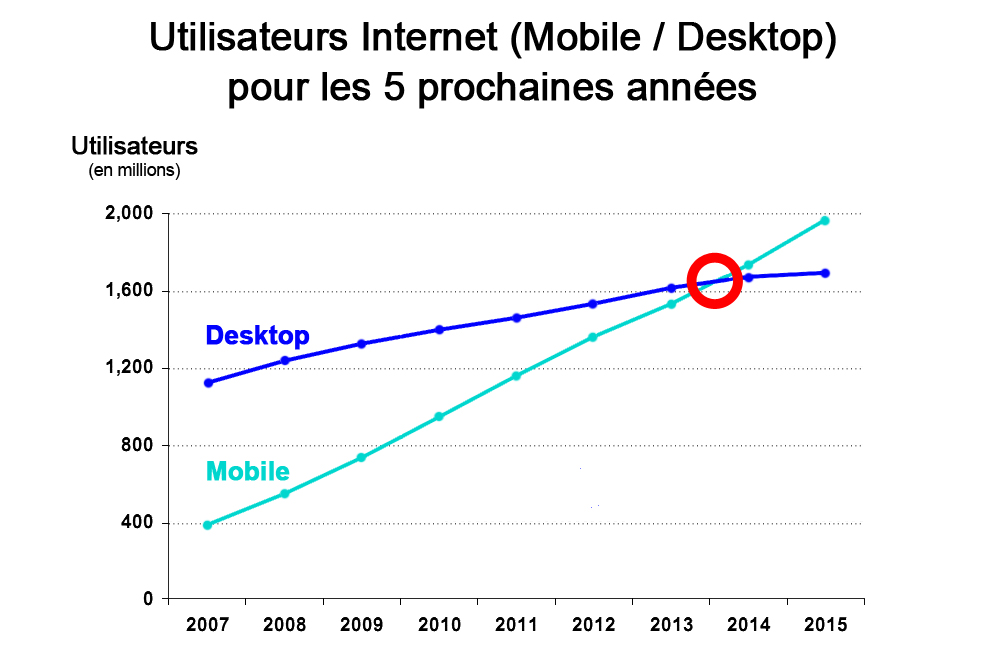 Utilisateurs Internet (Mobile / Desktop)
pour les 5 prochaines années
Utilisateurs
(en millions)
2,000
1,600
Desktop
1,200
800
Mobile
400
0
2007 2008 2009 2010 2011 2012 2013 2014 2015